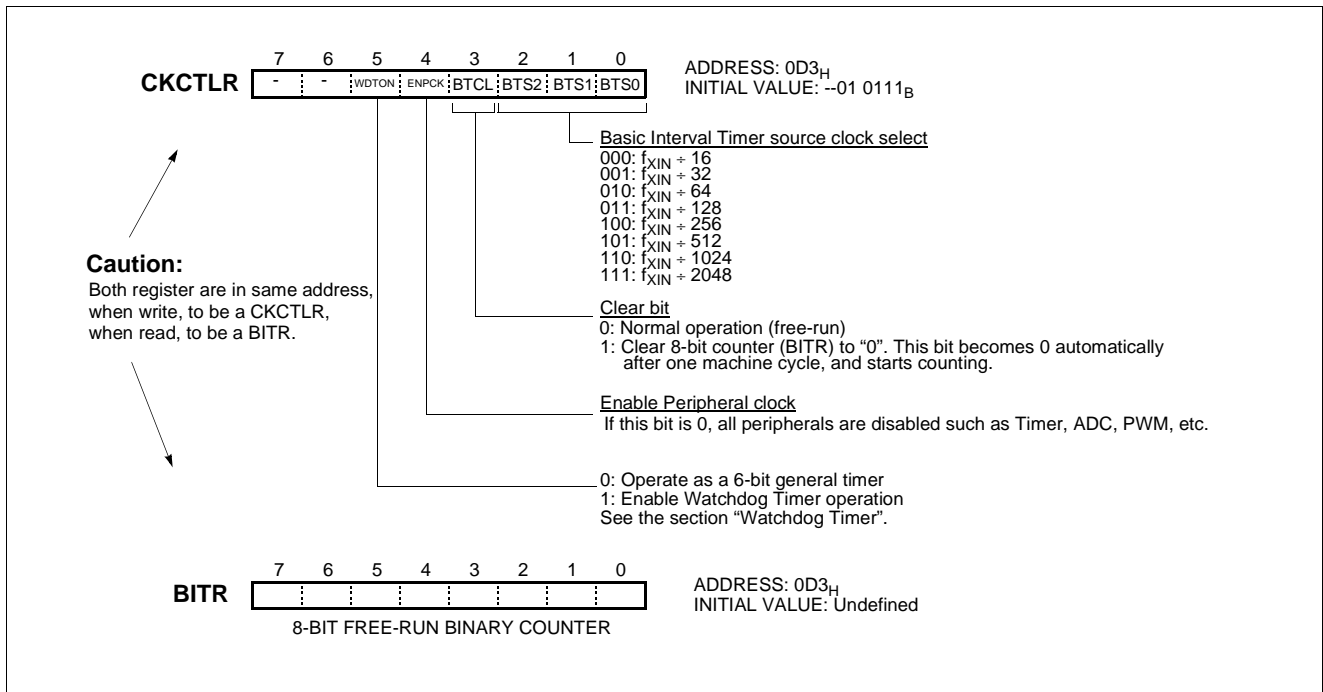 7 6 5 4 3 2 1 0
CKCTLR - - WDTON ENPCK BTCL BTS2 BTS1 BTS0
ADDRESS: 0D3H
INITIAL VALUE: --01 0111B
Basic Interval Timer source clock select
000: fXIN ÷ 16
001: fXIN ÷ 32
010: fXIN ÷ 64
011: fXIN ÷ 128
100: fXIN ÷ 256
101: fXIN ÷ 512
110: fXIN ÷ 1024
111: fXIN ÷ 2048
Caution:
Both register are in same address,
when write, to be a CKCTLR,
when read, to be a BITR.
Clear bit
0: Normal operation (free-run)
1: Clear 8-bit counter (BITR) to “0”. This bit becomes 0 automatically
after one machine cycle, and starts counting.
Enable Peripheral clock
If this bit is 0, all peripherals are disabled such as Timer, ADC, PWM, etc.
0: Operate as a 6-bit general timer
1: Enable Watchdog Timer operation
See the section “Watchdog Timer”.
7 6 5 4 3 2 1 0
BITR
ADDRESS: 0D3H
INITIAL VALUE: Undefined
8-BIT FREE-RUN BINARY COUNTER